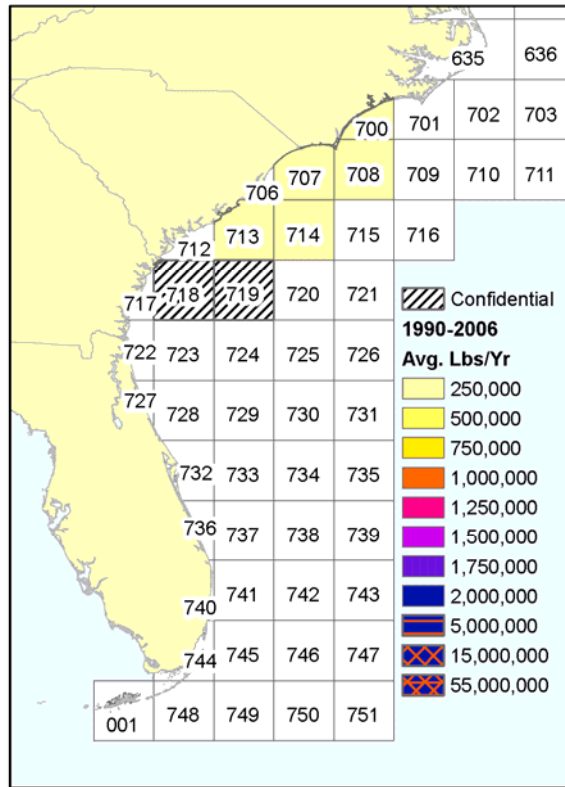 635 636
700 701 702 703
706 707 708 709 710 711
712 713 714 715 716
717 718 719 720 721
722 723 724 725 726
727 728 729 730 731
732 733 734 735
736 737 738 739
740 741 742 743
744 745 746 747
001 748 749 750 751
Confidential
1990-2006
Avg. Lbs/Yr
250,000
500,000
750,000
1,000,000
1,250,000
1,500,000
1,750,000
2,000,000
5,000,000
15,000,000
55,000,000